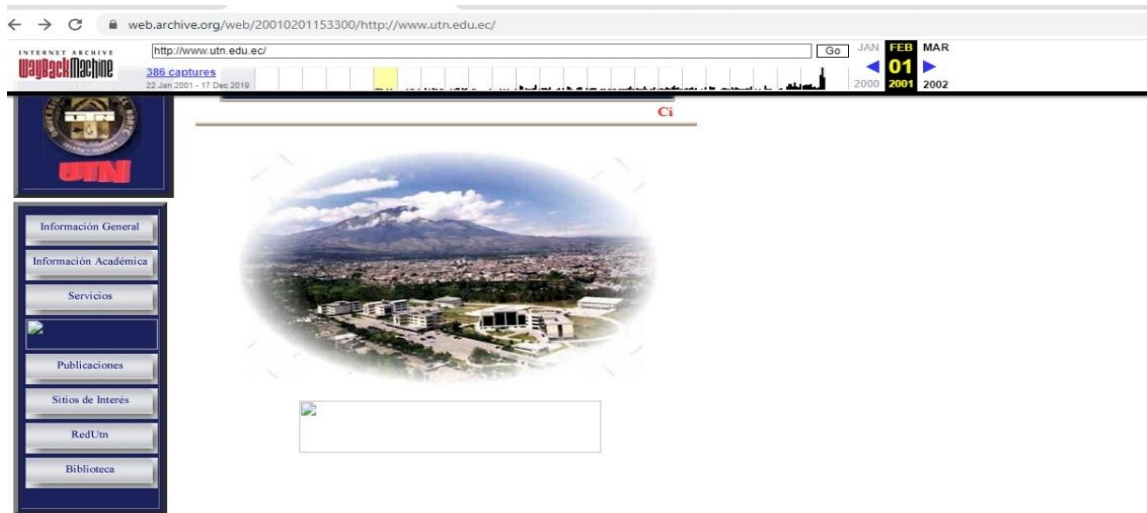 web.archive.org/web/20010201153300/http://www.utn.edu.ec/
INTERNET ARCHIVE
WayBackMachine
http://www.utn.edu.ec/
Go
JAN FEB MAR
386 captures
01
22 Jan 2001 - 17 Dec 2019
2000 2001 2002
Ci
UTN
UTN
Información General
Información Académica
Servicios
Publicaciones
Sitios de Interés
RedUtn
Biblioteca